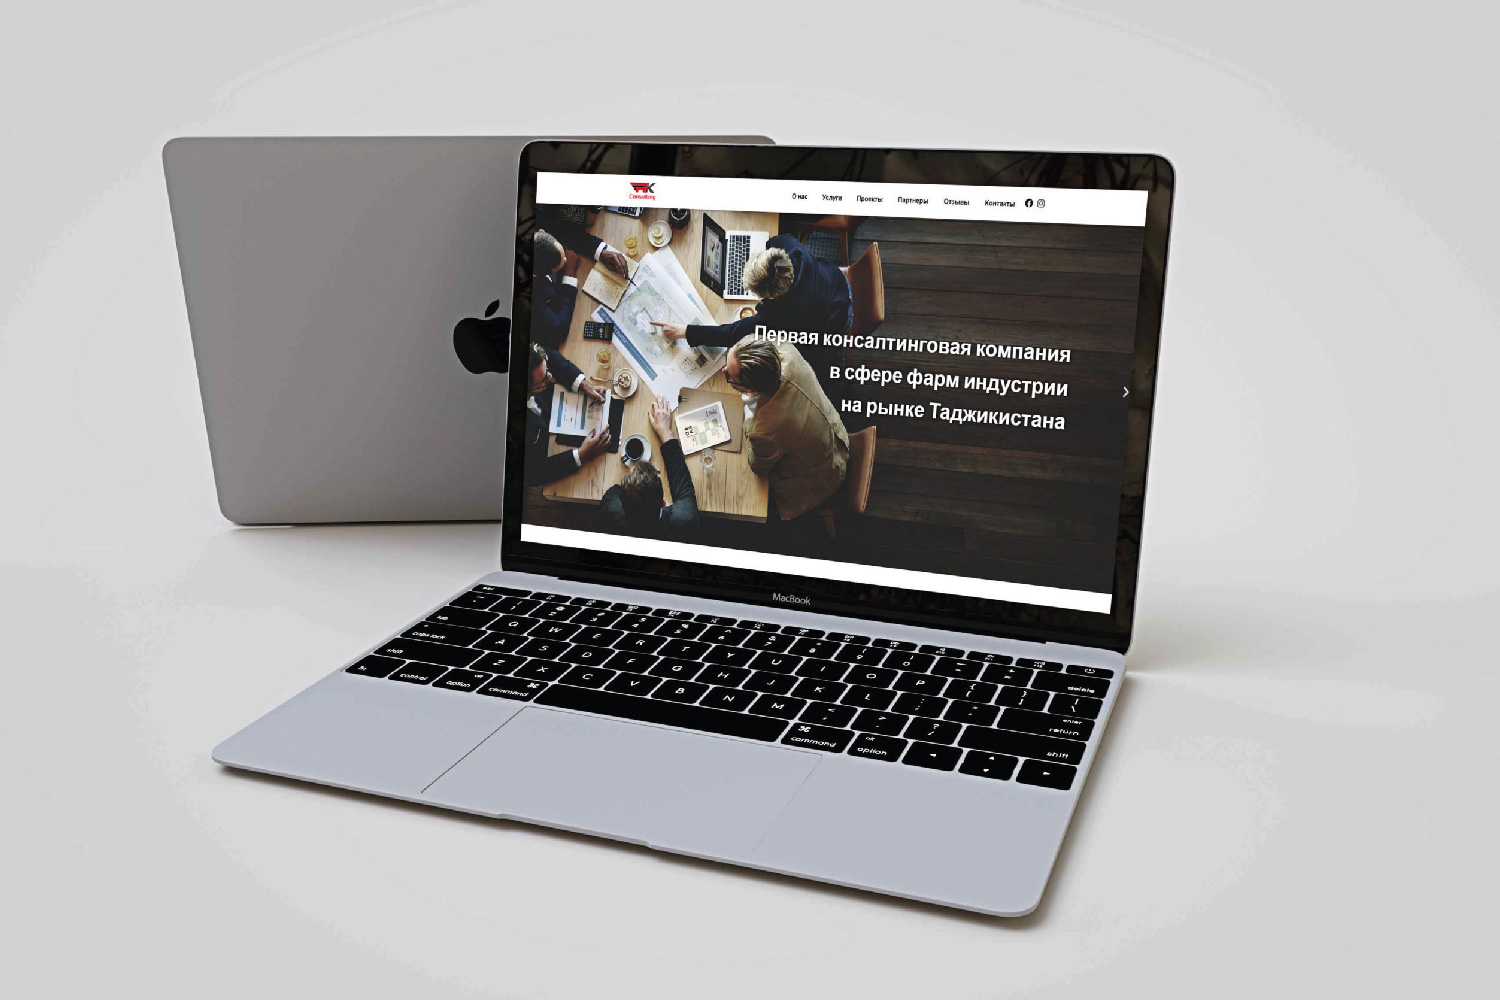 K
Consulting
О нас Услуги Проекты Партнеры Отзывы Контакты
Первая консалтинговая компания
в сфере фарм индустрии
на рынке Таджикистана
MacBook
Q W E R T Y U I O P
delete
caps lock A S D F G H J K L
enter
return
shift Z X C V B N M
shift
fn control option command
command
option